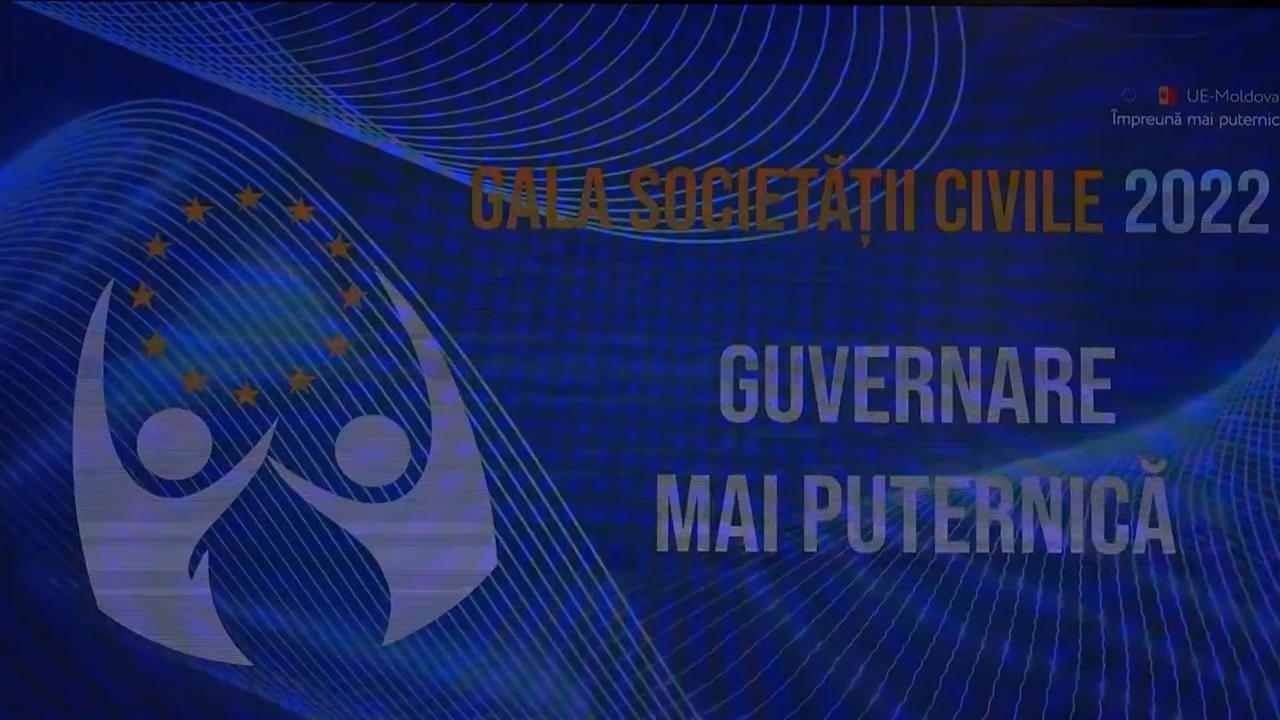 UE-Moldova
Împreună mai puternic
GALA SOCIETĂȚII CIVILE 2022
GUVERNARE
MAI PUTERNICĂ